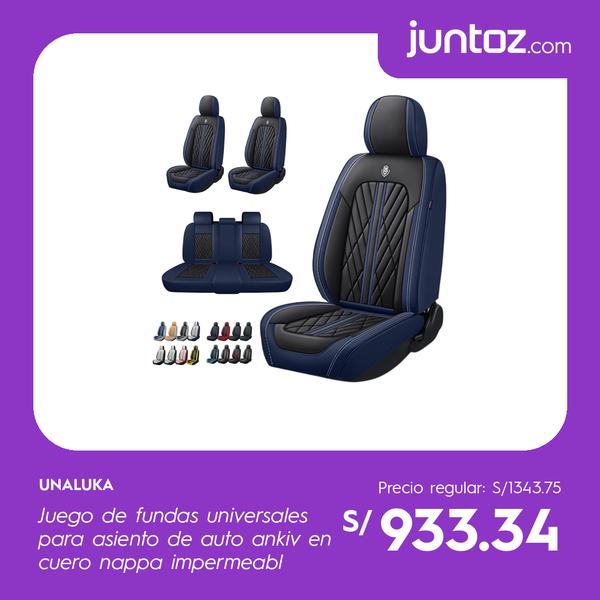 juntoz.com
UNALUKA
Juego de fundas universales
para asiento de auto ankiv en
cuero nappa impermeabl
Precio regular: S/1343.75
S/ 933.34